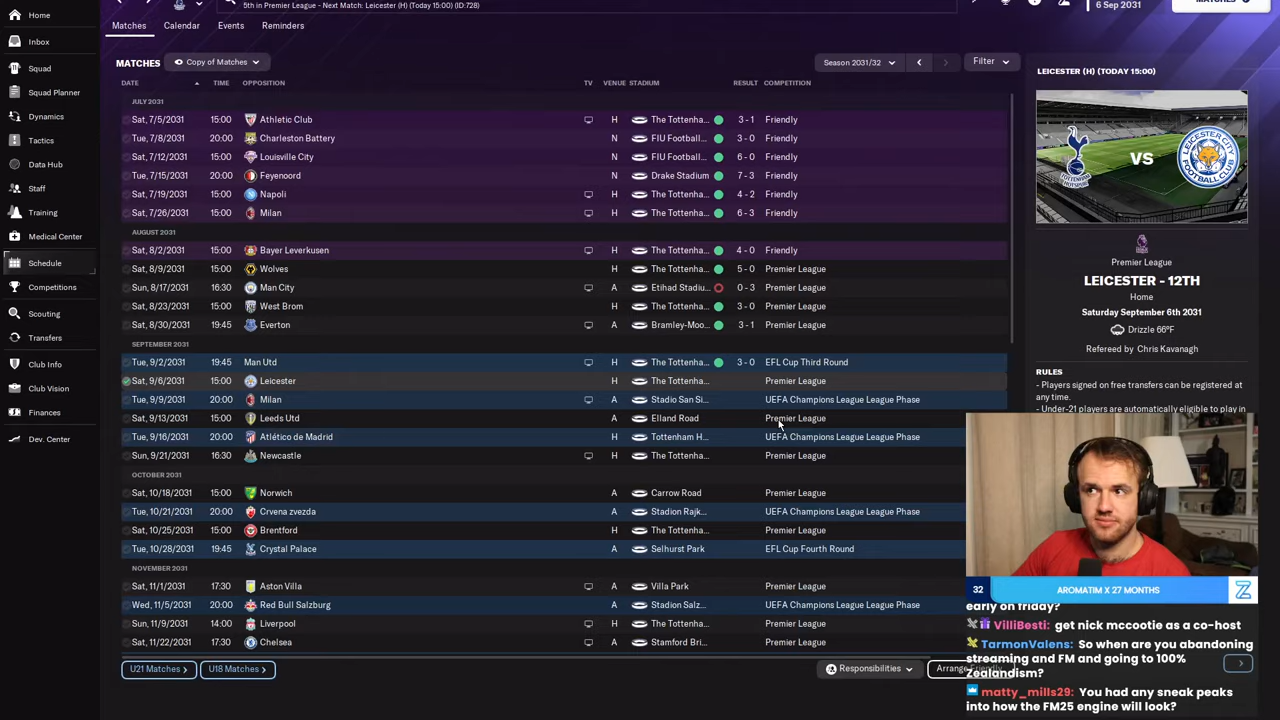 Home
Inbox
Squad
Squad Planner
Dynamics
Tactics
Data Hub
Staff
Training
Medical Center
Schedule
Competitions
Scouting
Transfers
Club Info
Club Vision
Finances
Dev. Center
5th in Premier League - Next Match: Leicester (H) (Today 15:00) (ID:728)
6 Sep 2031
Matches Calendar Events Reminders
MATCHES Copy of Matches Season 2031/32 Filter
DATE TIME OPPOSITION TV VENUE STADIUM RESULT COMPETITION
JULY 2031
Sat, 7/5/2031 15:00 Athletic Club H The Tottenha... 3 - 1 Friendly
Tue, 7/8/2031 20:00 Charleston Battery N FIU Football... 3 - 0 Friendly
Sat, 7/12/2031 15:00 Louisville City N FIU Football... 6 - 0 Friendly
Tue, 7/15/2031 20:00 Feyenoord N Drake Stadium 7 - 3 Friendly
Sat, 7/19/2031 15:00 Napoli H The Tottenha... 4 - 2 Friendly
Sat, 7/26/2031 15:00 Milan H The Tottenha... 6 - 3 Friendly
AUGUST 2031
Sat, 8/2/2031 15:00 Bayer Leverkusen H The Tottenha... 4 - 0 Friendly
Sat, 8/9/2031 15:00 Wolves H The Tottenha... 5 - 0 Premier League
Sun, 8/17/2031 16:30 Man City A Etihad Stadiu... 0 - 3 Premier League
Sat, 8/23/2031 15:00 West Brom H The Tottenha... 3 - 0 Premier League
Sat, 8/30/2031 19:45 Everton A Bramley-Moo... 3 - 1 Premier League
SEPTEMBER 2031
Tue, 9/2/2031 19:45 Man Utd H The Tottenha... 3 - 0 EFL Cup Third Round
Sat, 9/6/2031 15:00 Leicester H The Tottenha... Premier League
Tue, 9/9/2031 20:00 Milan A Stadio San Si... UEFA Champions League League Phase
Sat, 9/13/2031 15:00 Leeds Utd A Elland Road Premier League
Tue, 9/16/2031 20:00 Atlético de Madrid H Tottenham H... UEFA Champions League League Phase
Sun, 9/21/2031 16:30 Newcastle H The Tottenha... Premier League
OCTOBER 2031
Sat, 10/18/2031 15:00 Norwich A Carrow Road Premier League
Tue, 10/21/2031 20:00 Crvena zvezda A Stadion Rajk... UEFA Champions League League Phase
Sat, 10/25/2031 15:00 Brentford H The Tottenha... Premier League
Tue, 10/28/2031 19:45 Crystal Palace A Selhurst Park EFL Cup Fourth Round
NOVEMBER 2031
Sat, 11/1/2031 17:30 Aston Villa A Villa Park Premier League
Wed, 11/5/2031 20:00 Red Bull Salzburg A Stadion Salz... UEFA Champions League League Phase
Sun, 11/9/2031 14:00 Liverpool H The Tottenha... Premier League
Sat, 11/22/2031 17:30 Chelsea A Stamford Bri... Premier League
U21 Matches U18 Matches Responsibilities Arrange Friendly
LEICESTER (H) (TODAY 15:00)
VS
Premier League
LEICESTER - 12TH
Home
Saturday September 6th 2031
Drizzle 66°F
Refereed by Chris Kavanagh
RULES
- Players signed on free transfers can be registered at
any time.
- Under-21 players are automatically eligible to play in
32 AROMATIM X 27 MONTHS
early on friday?
VilliBesti: get nick mccootie as a co-host
TarmonValens: So when are you abandoning
streaming and FM and going to 100%
Zealandism?
matty_mills29: You had any sneak peaks
into how the FM25 engine will look?